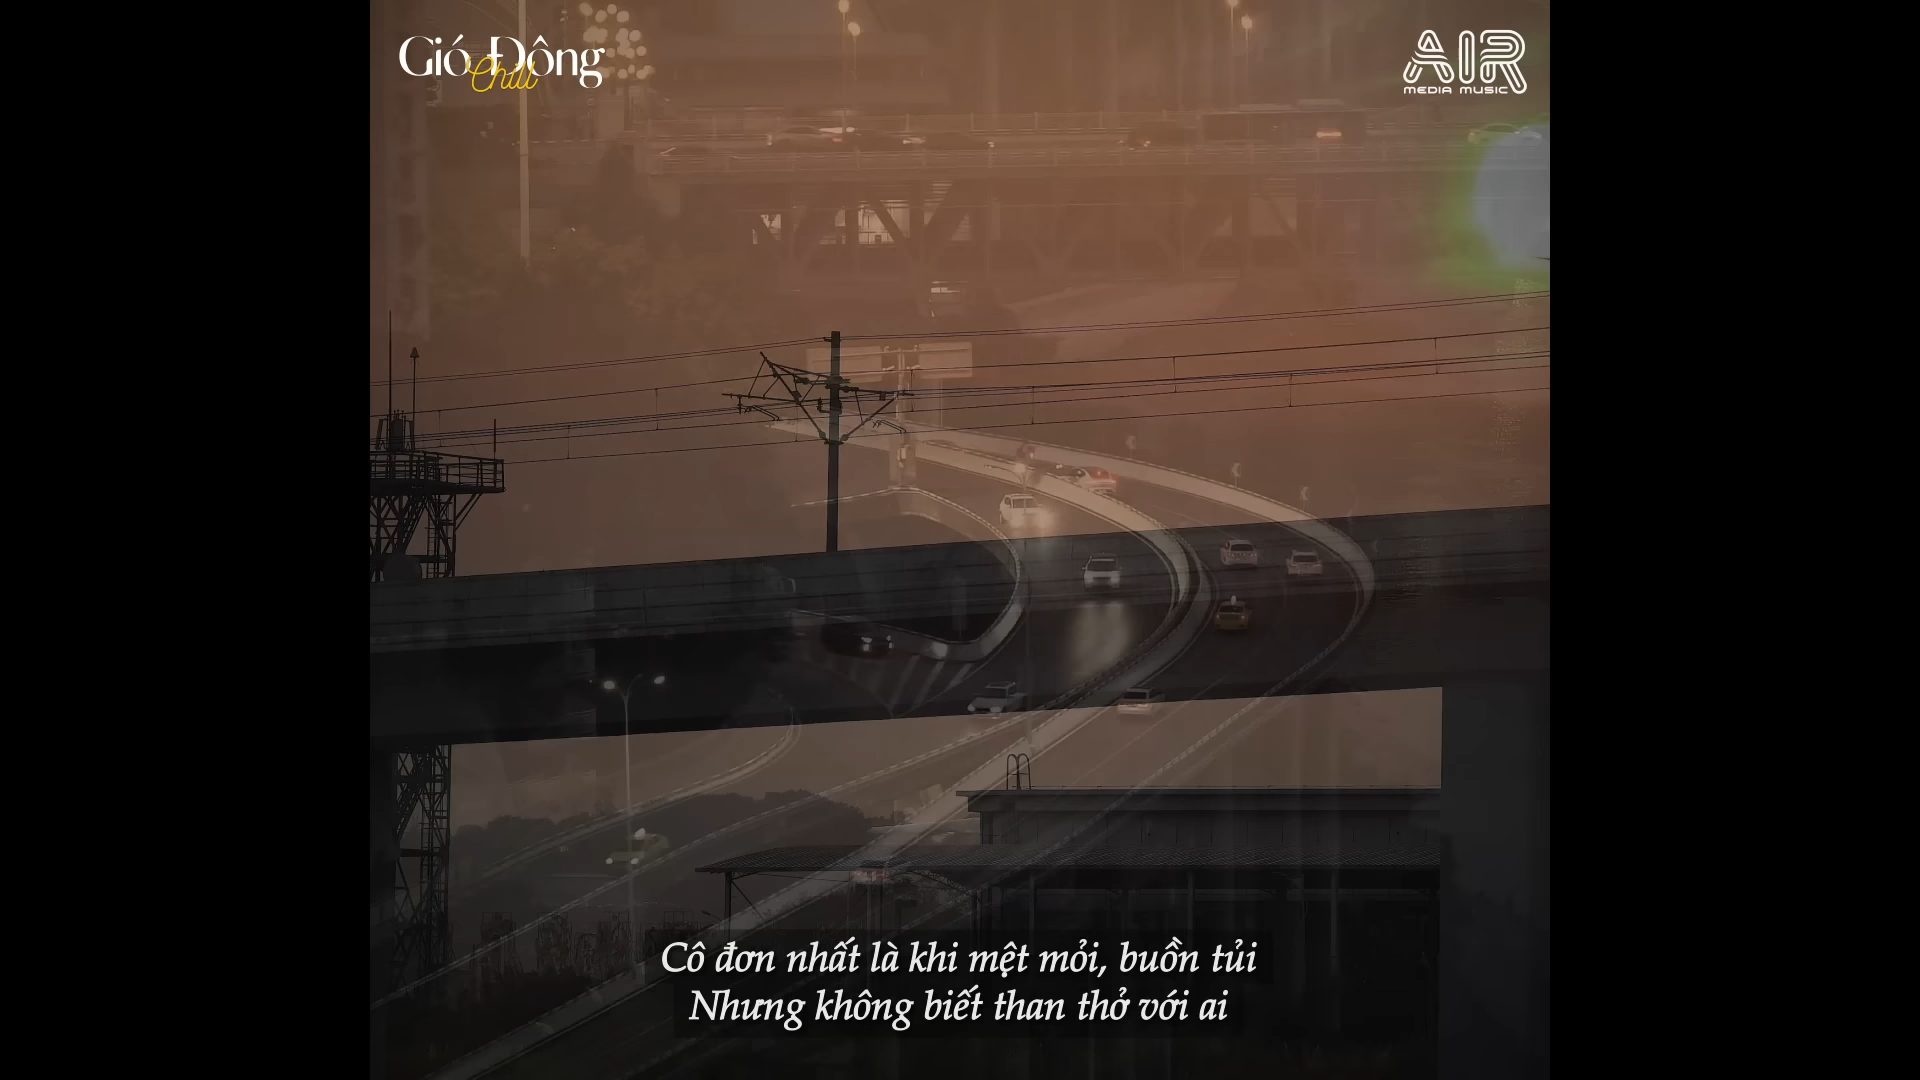 Gió Đông
Chill
AIR
MEDIA MUSIC
Cô đơn nhất là khi mệt mỏi, buồn tủi
Nhưng không biết than thở với ai